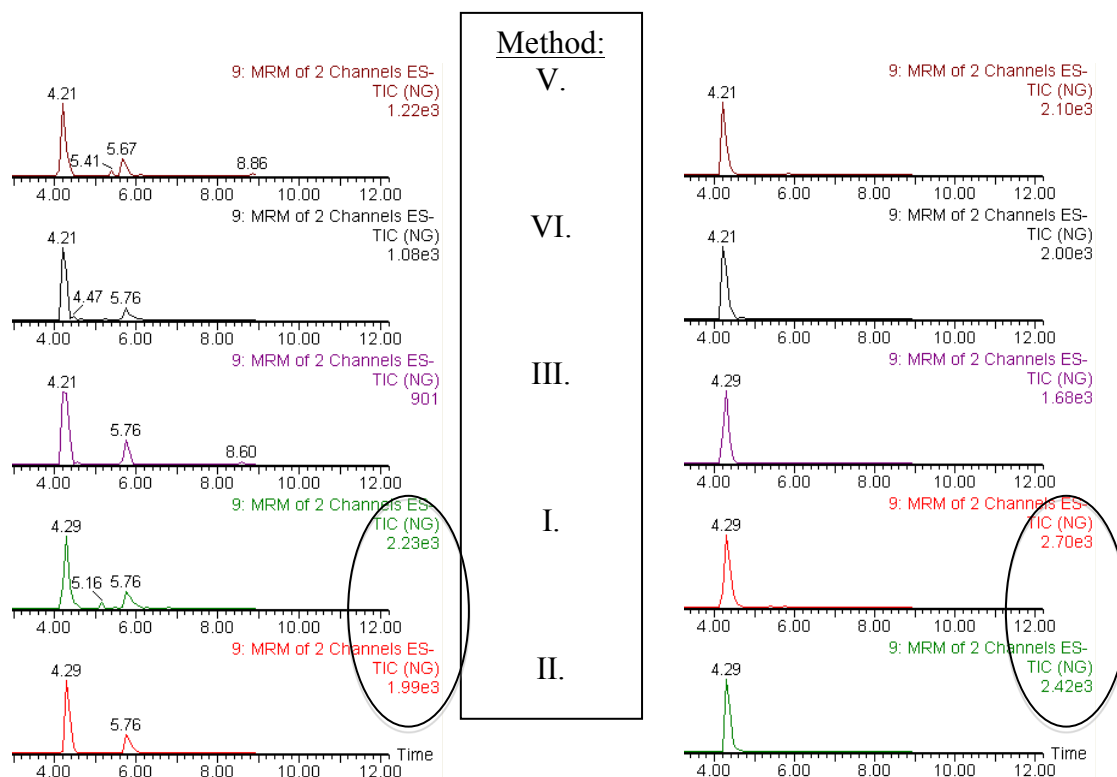 9: MRM of 2 Channels ES-
TIC (NG)
1.22e3
4.21
5.41
5.67
8.86
4.00 6.00 8.00 10.00 12.00
9: MRM of 2 Channels ES-
TIC (NG)
1.08e3
4.21
4.47
5.76
4.00 6.00 8.00 10.00 12.00
9: MRM of 2 Channels ES-
TIC (NG)
901
4.21
5.76
8.60
4.00 6.00 8.00 10.00 12.00
9: MRM of 2 Channels ES-
TIC (NG)
2.23e3
4.29
5.16
5.76
4.00 6.00 8.00 10.00 12.00
9: MRM of 2 Channels ES-
TIC (NG)
1.99e3
4.29
5.76
Time
4.00 6.00 8.00 10.00 12.00
Method:
V.
VI.
III.
I.
II.
9: MRM of 2 Channels ES-
TIC (NG)
2.10e3
4.21
4.00 6.00 8.00 10.00 12.00
9: MRM of 2 Channels ES-
TIC (NG)
2.00e3
4.21
4.00 6.00 8.00 10.00 12.00
9: MRM of 2 Channels ES-
TIC (NG)
1.68e3
4.29
4.00 6.00 8.00 10.00 12.00
9: MRM of 2 Channels ES-
TIC (NG)
2.70e3
4.29
4.00 6.00 8.00 10.00 12.00
9: MRM of 2 Channels ES-
TIC (NG)
2.42e3
4.29
Time
4.00 6.00 8.00 10.00 12.00